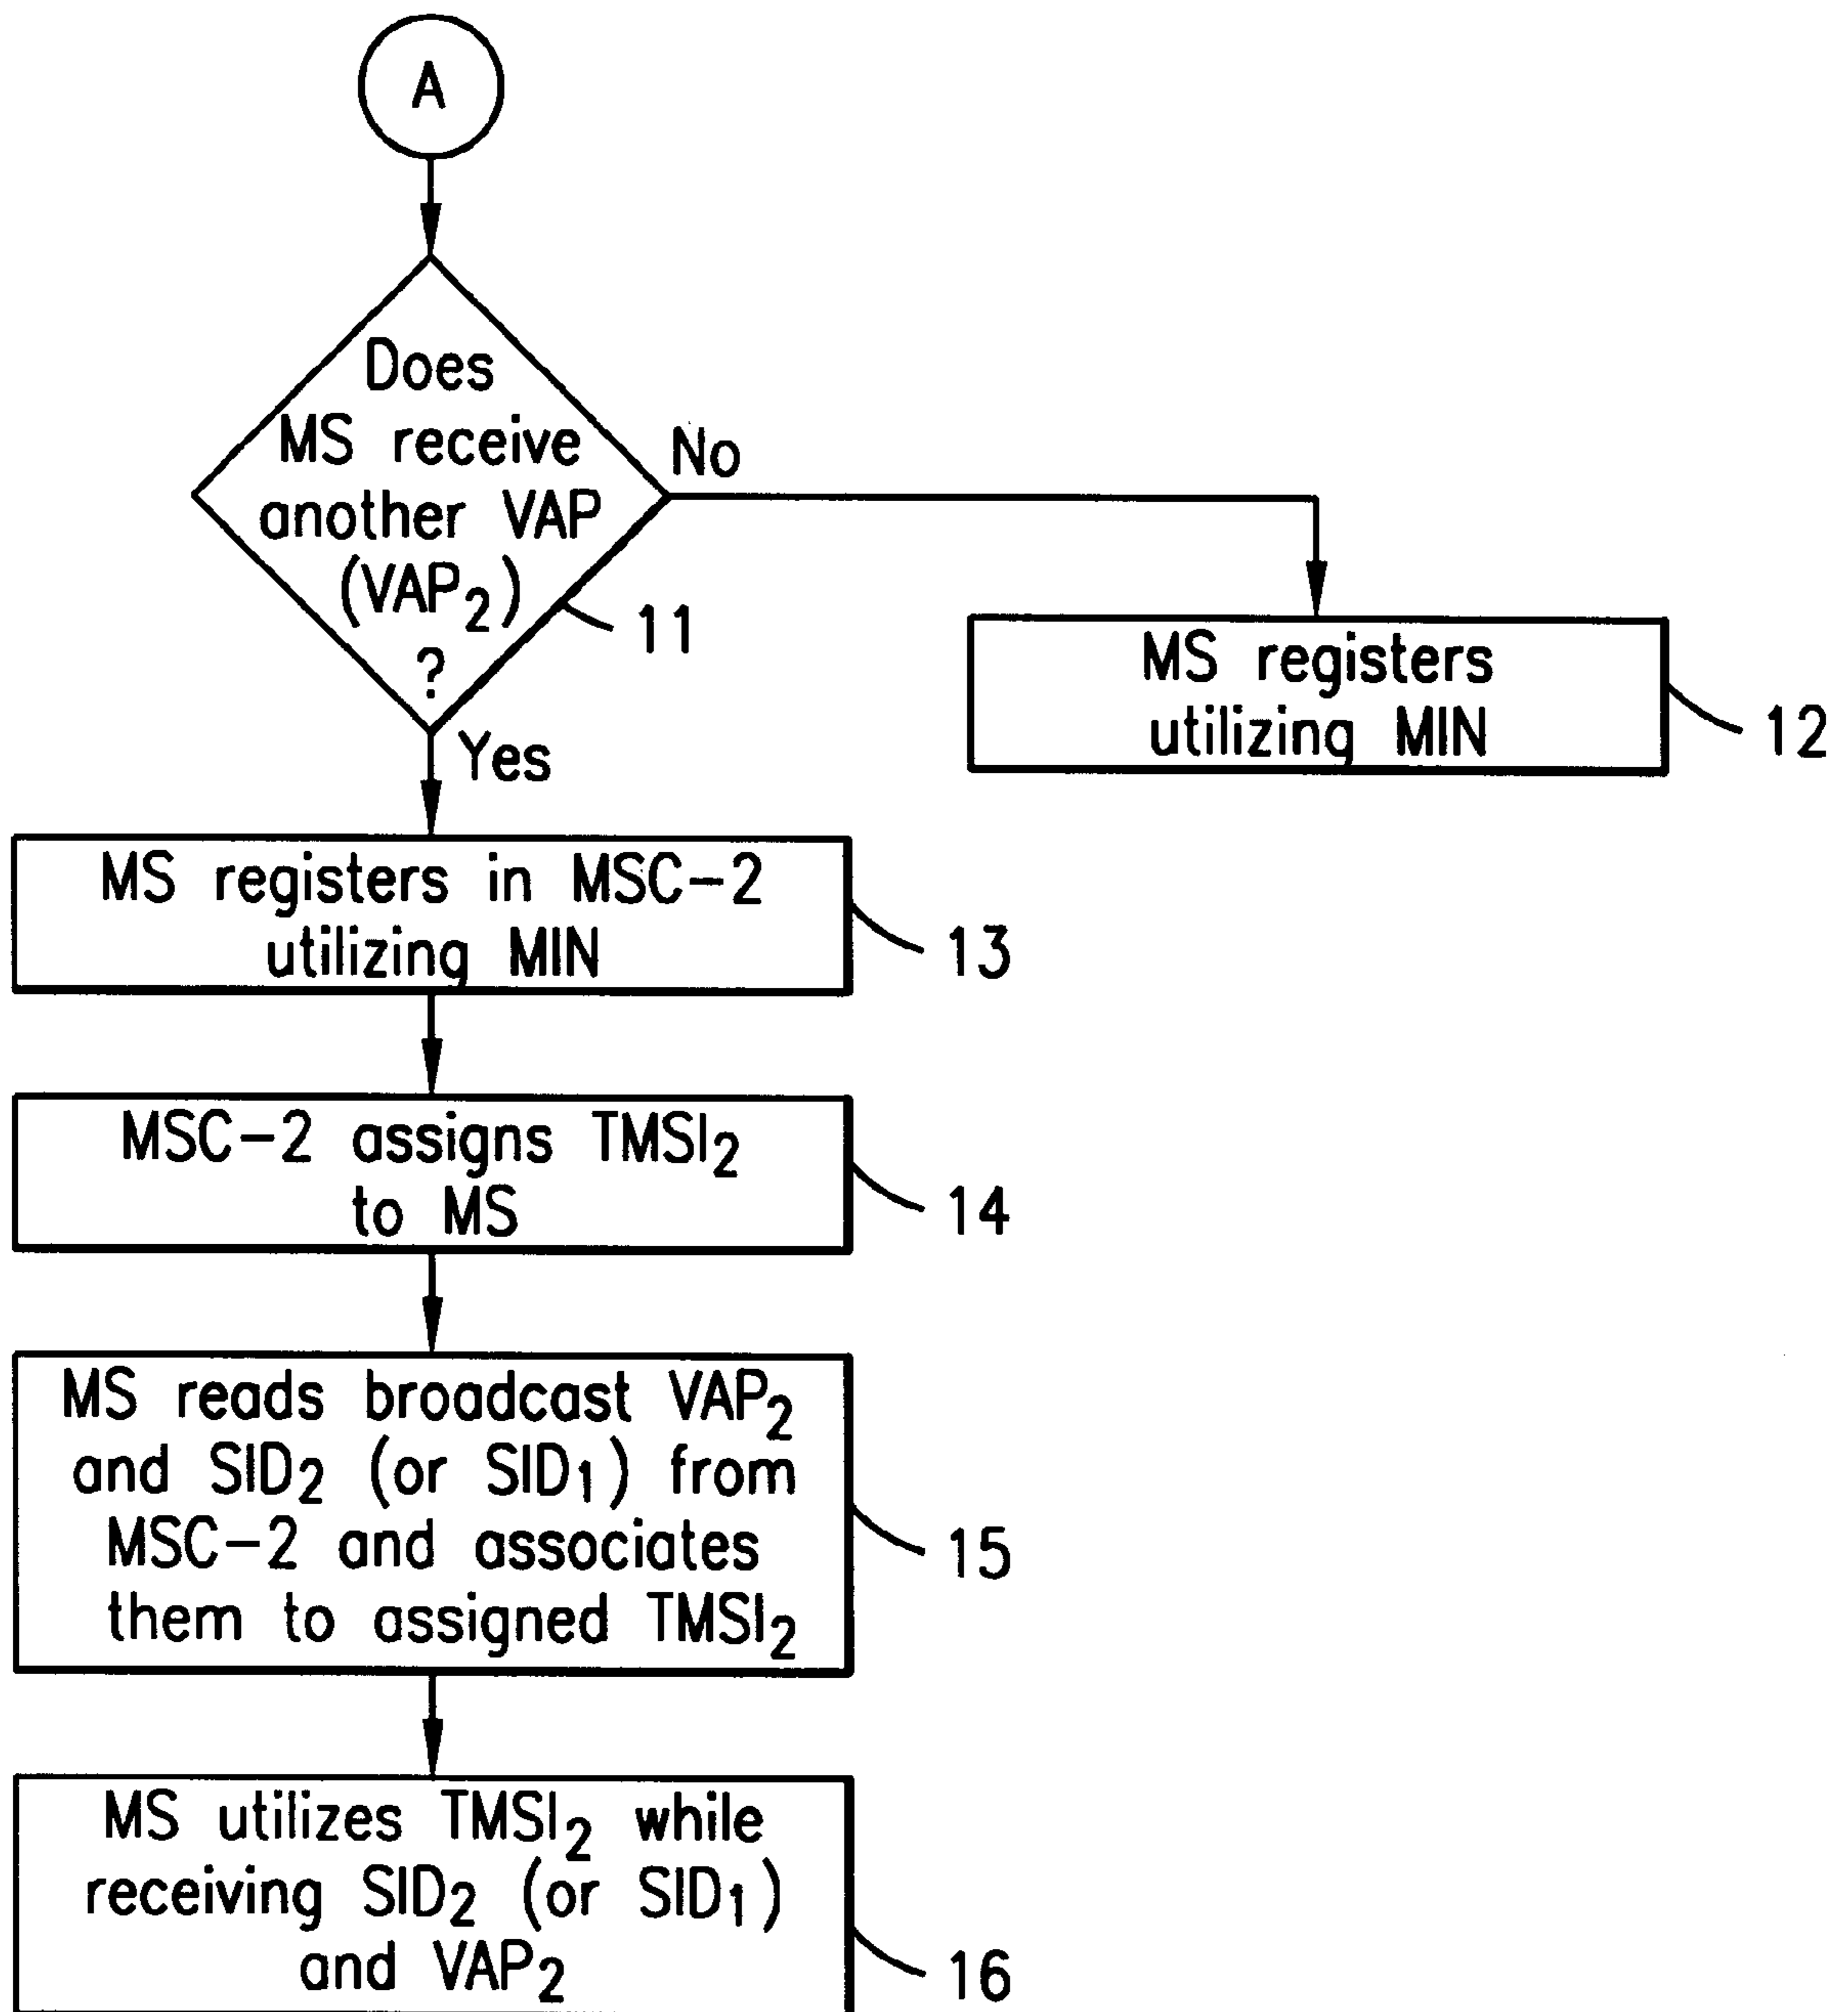 A
Does
MS receive
another VAP
(VAP₂)
?
No
11
MS registers
utilizing MIN
12
Yes
MS registers in MSC-2
utilizing MIN
13
MSC-2 assigns TMSI₂
to MS
14
MS reads broadcast VAP₂
and SID₂ (or SID₁) from
MSC-2 and associates
them to assigned TMSI₂
15
MS utilizes TMSI₂ while
receiving SID₂ (or SID₁)
and VAP₂
16